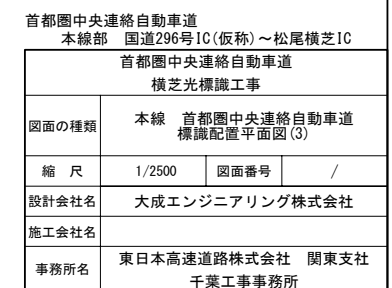 首都圏中央連絡自動車道
本線部　国道296号IC(仮称)～松尾横芝IC
首都圏中央連絡自動車道
横芝光標識工事
図面の種類
本線　首都圏中央連絡自動車道
標識配置平面図(3)
縮　尺
1/2500
図面番号
/
設計会社名
大成エンジニアリング株式会社
施工会社名
事務所名
東日本高速道路株式会社　関東支社
千葉工事事務所